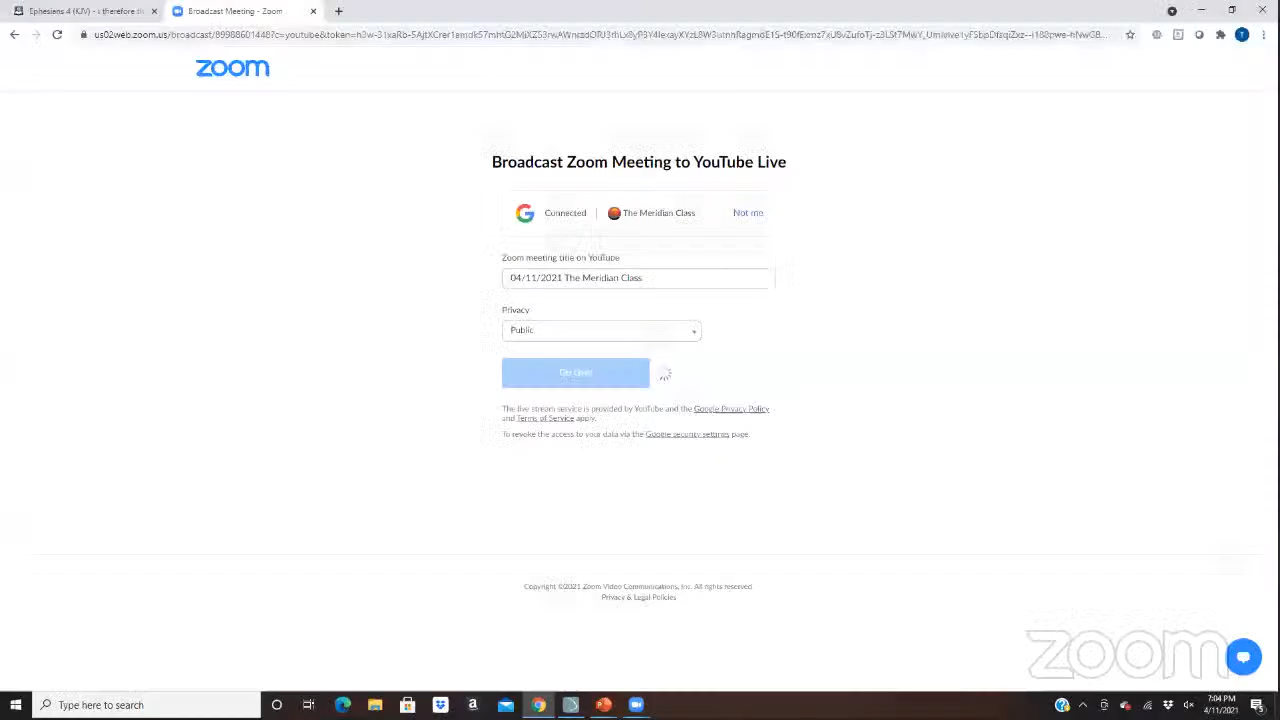 Ephesians 4 (KJV) - I therefore th
Broadcast Meeting - Zoom
zoom
Broadcast Zoom Meeting to YouTube Live
Connected | The Meridian Class Not me
Zoom meeting title on YouTube
04/11/2021 The Meridian Class
Privacy
Public
Go Live!
The live stream service is provided by YouTube and the Google Privacy Policy
and Terms of Service apply.
To revoke the access to your data via the Google security settings page.
Copyright ©2021 Zoom Video Communications, Inc. All rights reserved
Privacy & Legal Policies
zoom
Type here to search
7:04 PM
4/11/2021